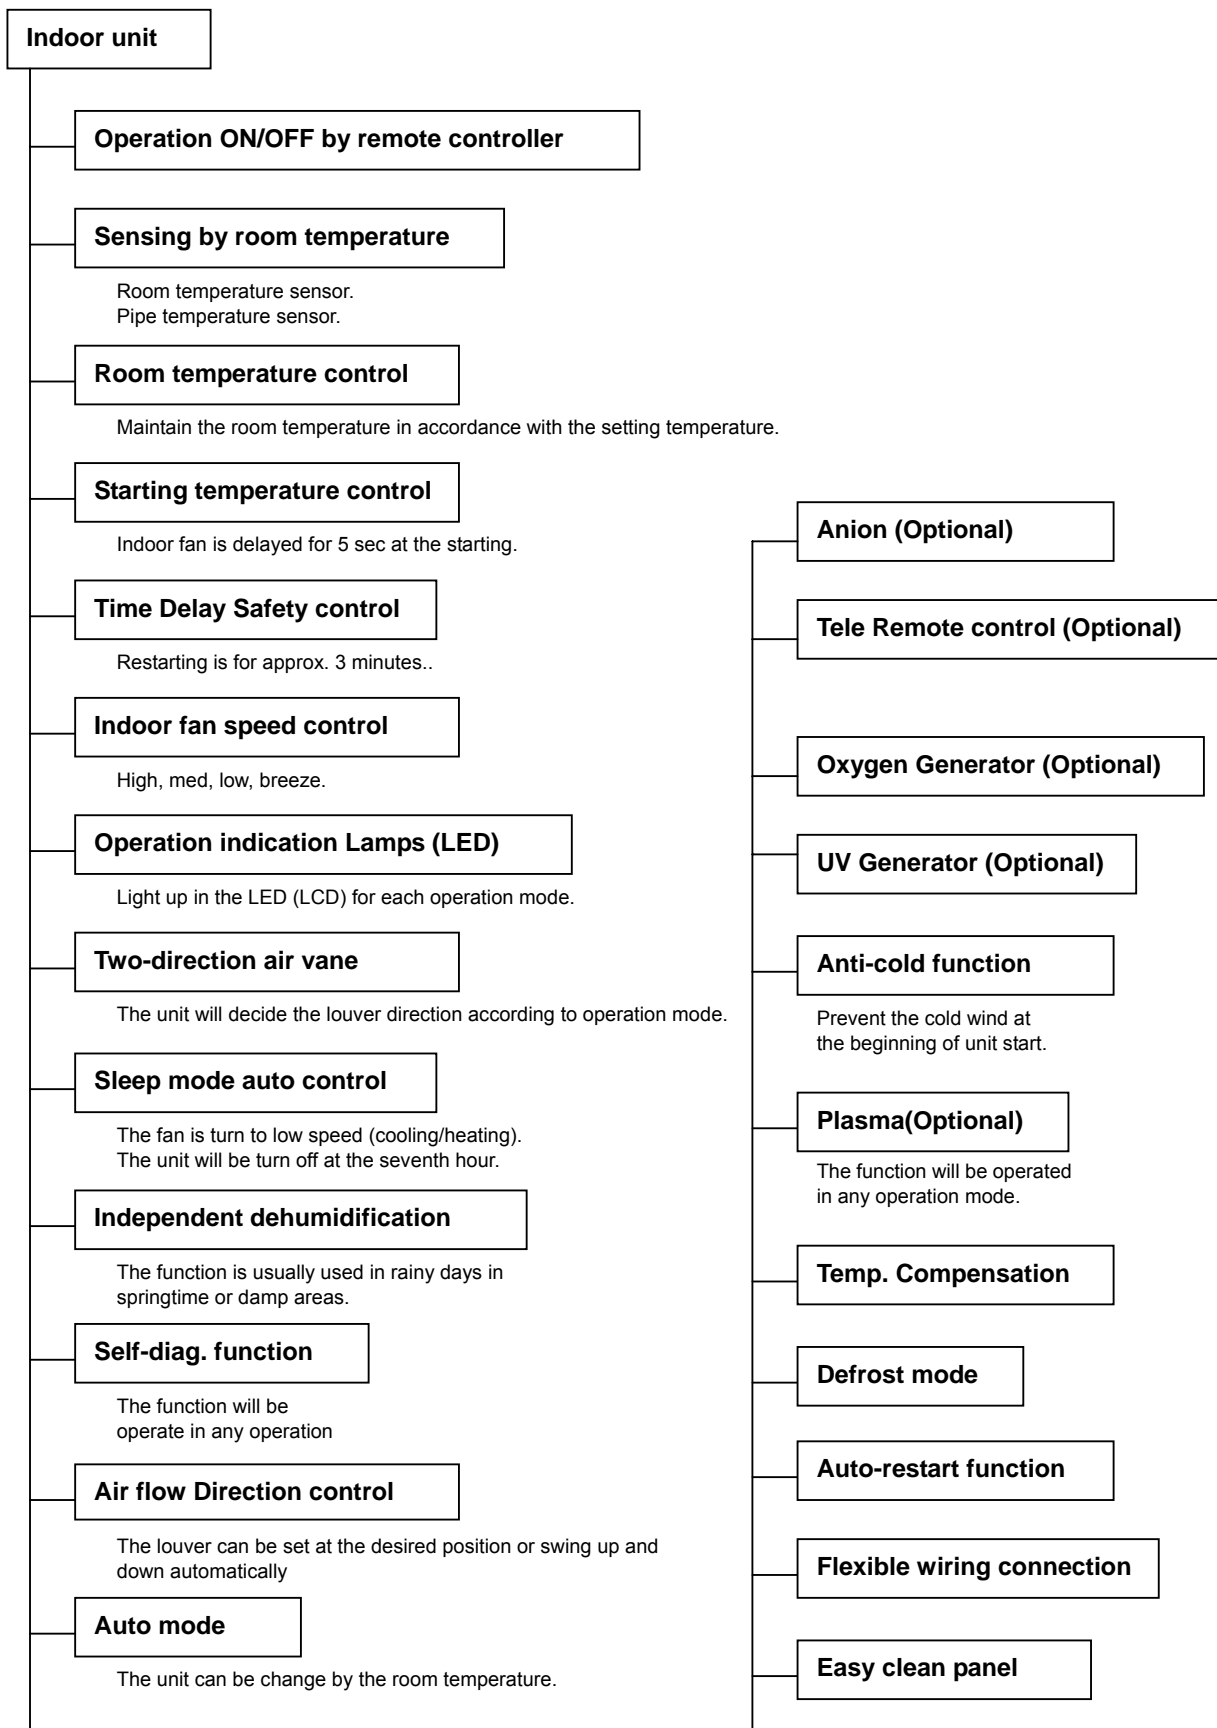 Indoor unit
Operation ON/OFF by remote controller
Sensing by room temperature
Room temperature sensor.
Pipe temperature sensor.
Room temperature control
Maintain the room temperature in accordance with the setting temperature.
Starting temperature control
Indoor fan is delayed for 5 sec at the starting.
Time Delay Safety control
Restarting is for approx. 3 minutes..
Indoor fan speed control
High, med, low, breeze.
Operation indication Lamps (LED)
Light up in the LED (LCD) for each operation mode.
Two-direction air vane
The unit will decide the louver direction according to operation mode.
Sleep mode auto control
The fan is turn to low speed (cooling/heating).
The unit will be turn off at the seventh hour.
Independent dehumidification
The function is usually used in rainy days in
springtime or damp areas.
Self-diag. function
The function will be
operate in any operation
Air flow Direction control
The louver can be set at the desired position or swing up and
down automatically
Auto mode
The unit can be change by the room temperature.
Anion (Optional)
Tele Remote control (Optional)
Oxygen Generator (Optional)
UV Generator (Optional)
Anti-cold function
Prevent the cold wind at
the beginning of unit start.
Plasma(Optional)
The function will be operated
in any operation mode.
Temp. Compensation
Defrost mode
Auto-restart function
Flexible wiring connection
Easy clean panel